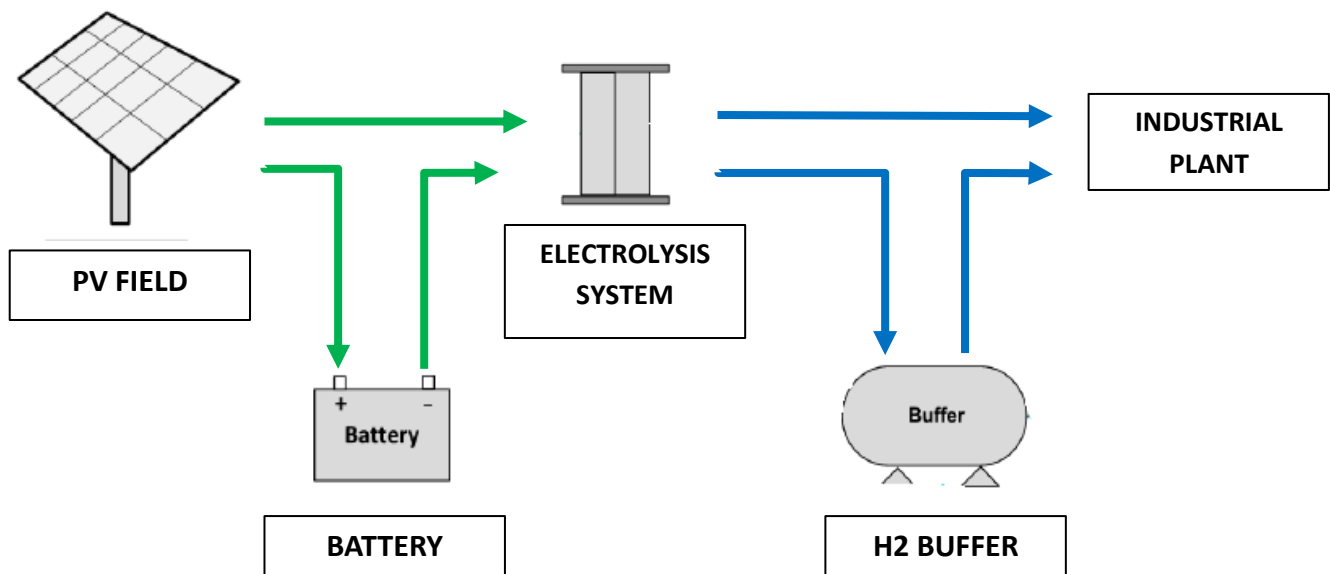 INDUSTRIAL
PLANT
PV FIELD
ELECTROLYSIS
SYSTEM
+
−
Battery
Buffer
BATTERY
H2 BUFFER